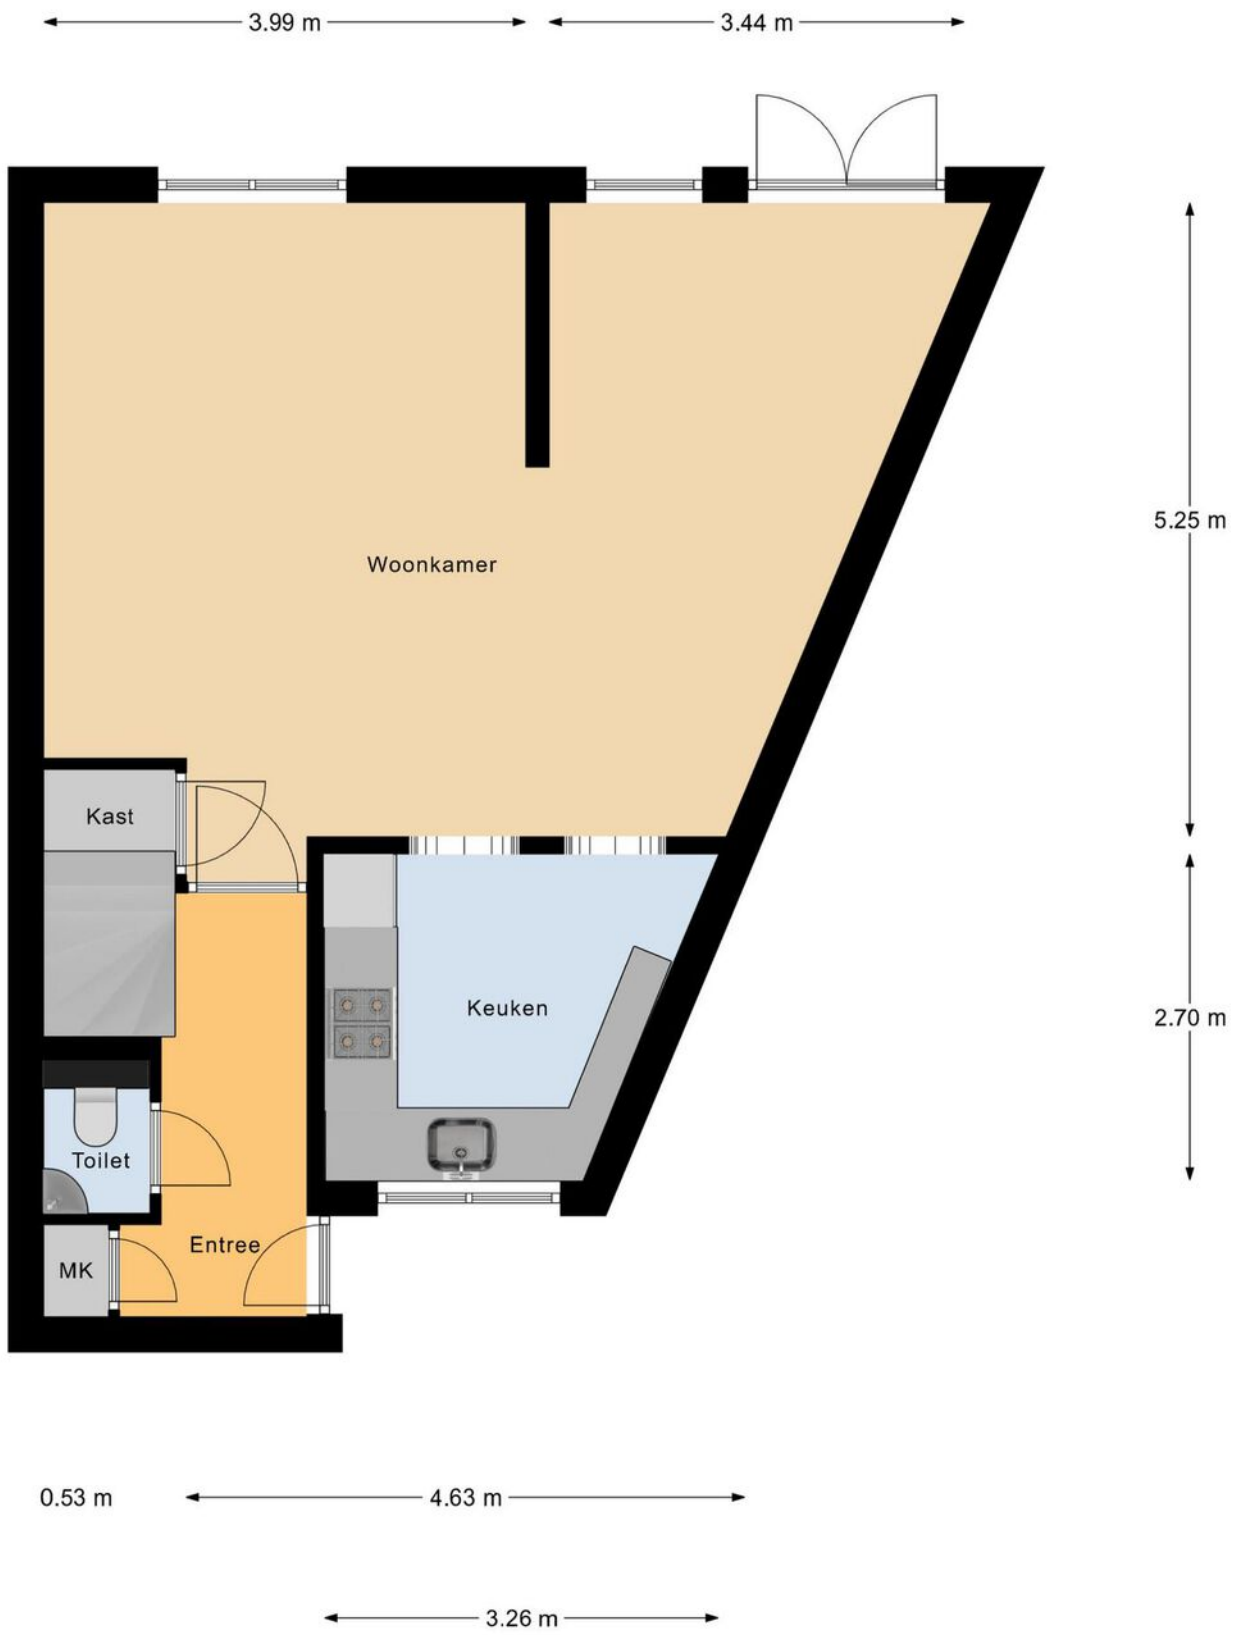 3.99 m
3.44 m
5.25 m
Woonkamer
Kast
Keuken
2.70 m
Toilet
Entree
MK
0.53 m
4.63 m
3.26 m